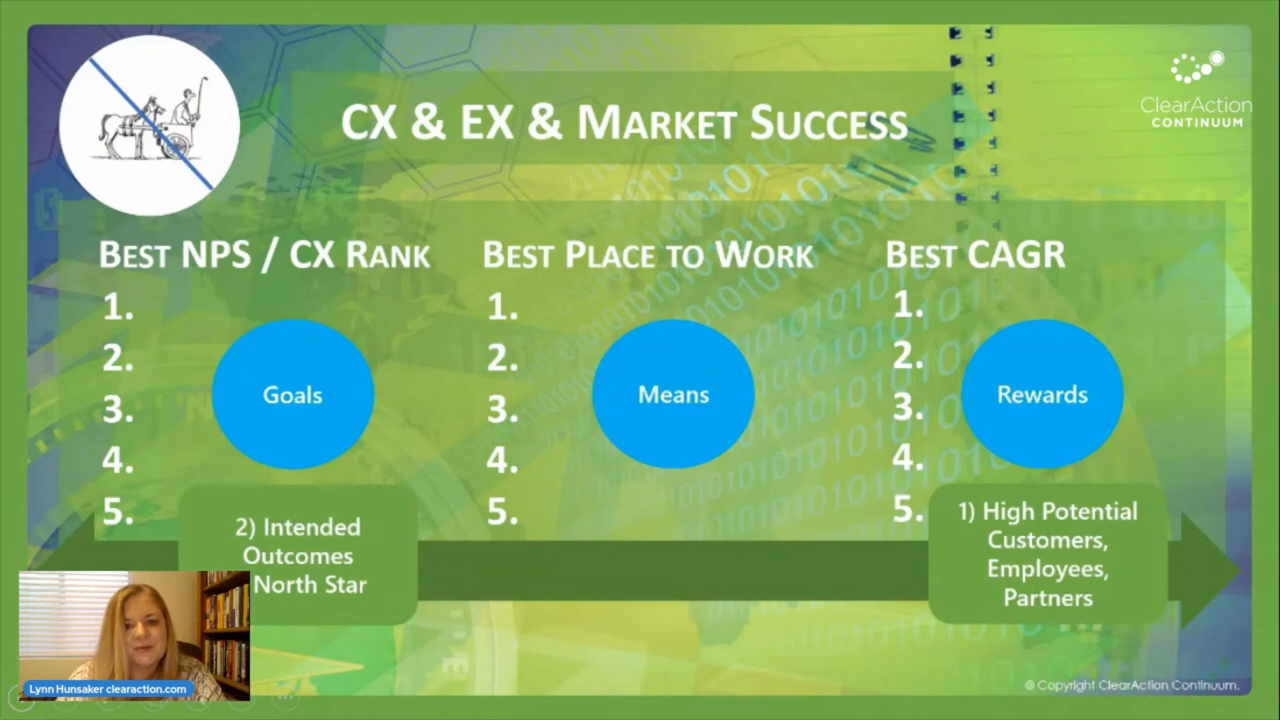 ClearAction
CONTINUUM
CX & EX & MARKET SUCCESS
BEST NPS / CX RANK
1.
2.
3.
4.
5.
Goals
2) Intended
Outcomes
North Star
BEST PLACE TO WORK
1.
2.
3.
4.
5.
Means
BEST CAGR
1.
2.
3.
4.
5.
Rewards
1) High Potential
Customers,
Employees,
Partners
Lynn Hunsaker clearaction.com
© Copyright ClearAction Continuum.